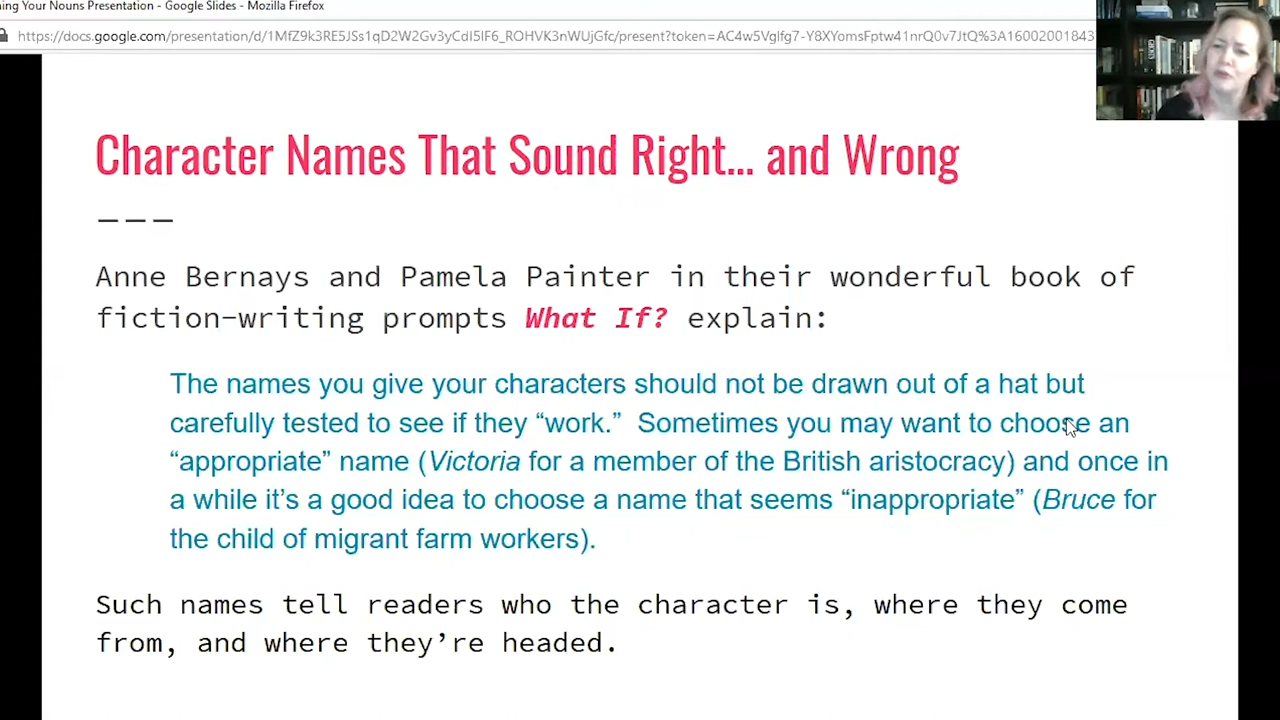 ing Your Nouns Presentation - Google Slides - Mozilla Firefox
Character Names That Sound Right... and Wrong
Anne Bernays and Pamela Painter in their wonderful book of
fiction-writing prompts What If? explain:
The names you give your characters should not be drawn out of a hat but
carefully tested to see if they “work.” Sometimes you may want to choose an
“appropriate” name (Victoria for a member of the British aristocracy) and once in
a while it’s a good idea to choose a name that seems “inappropriate” (Bruce for
the child of migrant farm workers).
Such names tell readers who the character is, where they come
from, and where they’re headed.